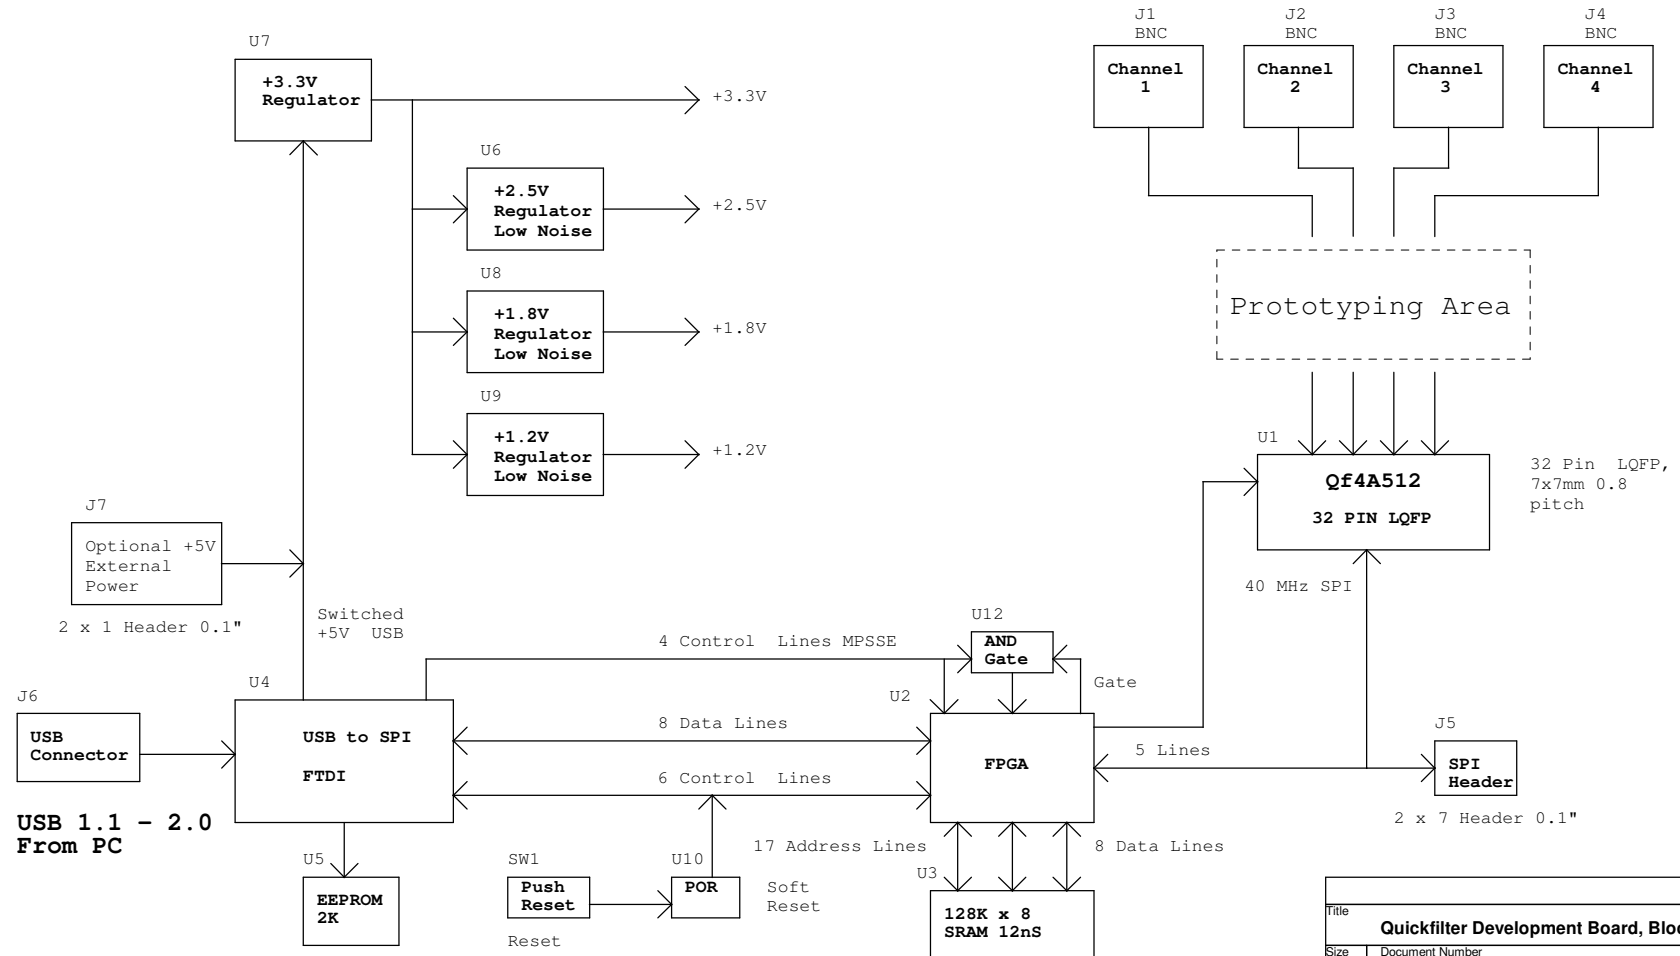 J1
BNC
J2
BNC
J3
BNC
J4
BNC
U7
+3.3V
Regulator
+3.3V
Channel
1
Channel
2
Channel
3
Channel
4
U6
+2.5V
Regulator
Low Noise
+2.5V
U8
+1.8V
Regulator
Low Noise
+1.8V
U9
+1.2V
Regulator
Low Noise
+1.2V
Prototyping Area
U1
Qf4A512
32 PIN LQFP
32 Pin LQFP,
7x7mm 0.8
pitch
J7
Optional +5V
External
Power
2 x 1 Header 0.1"
Switched
+5V USB
40 MHz SPI
4 Control Lines MPSSE
U12
AND
Gate
Gate
J6
USB
Connector
USB 1.1 – 2.0
From PC
U4
USB to SPI
FTDI
8 Data Lines
6 Control Lines
U2
FPGA
5 Lines
J5
SPI
Header
2 x 7 Header 0.1"
U5
EEPROM
2K
SW1
Push
Reset
Reset
U10
POR
Soft
Reset
17 Address Lines
8 Data Lines
U3
128K x 8
SRAM 12nS
Title
Quickfilter Development Board, Bloc
Size
Document Number